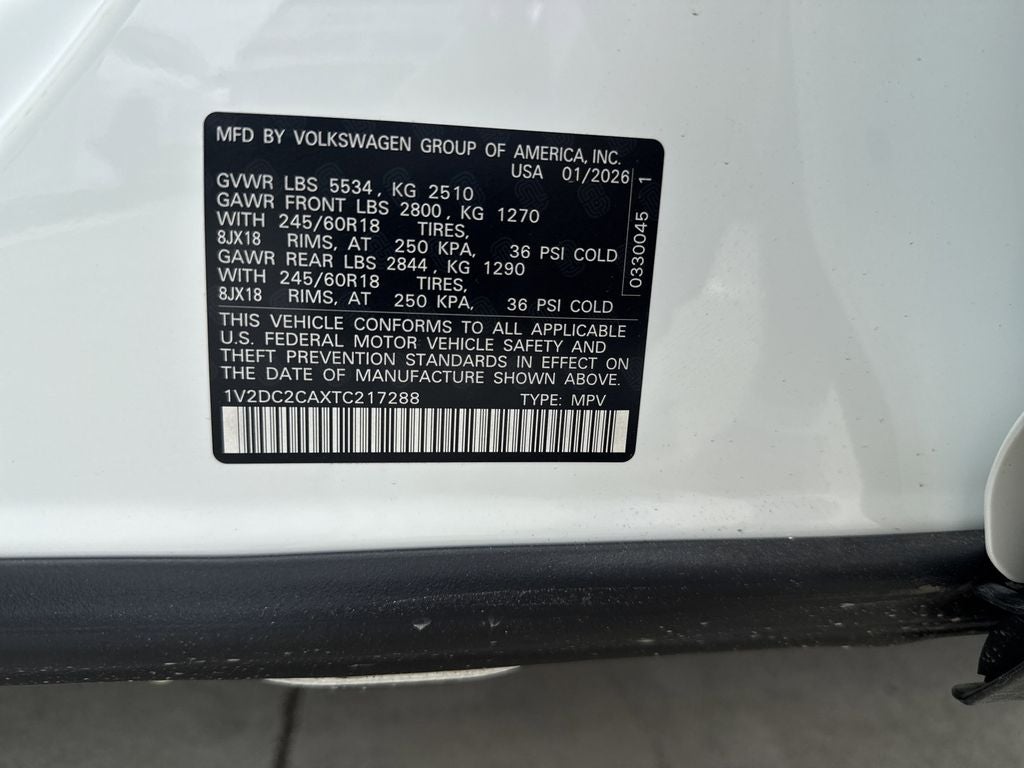 MFD BY VOLKSWAGEN GROUP OF AMERICA, INC.
USA 01/2026
GVWR LBS 5534, KG 2510
GAWR FRONT LBS 2800, KG 1270
WITH 245/60R18 TIRES,
8JX18 RIMS, AT 250 KPA, 36 PSI COLD
GAWR REAR LBS 2844, KG 1290
WITH 245/60R18 TIRES,
8JX18 RIMS, AT 250 KPA, 36 PSI COLD
0330045 1
THIS VEHICLE CONFORMS TO ALL APPLICABLE
U.S. FEDERAL MOTOR VEHICLE SAFETY AND
THEFT PREVENTION STANDARDS IN EFFECT ON
THE DATE OF MANUFACTURE SHOWN ABOVE.
1V2DC2CAXTC217288 TYPE: MPV